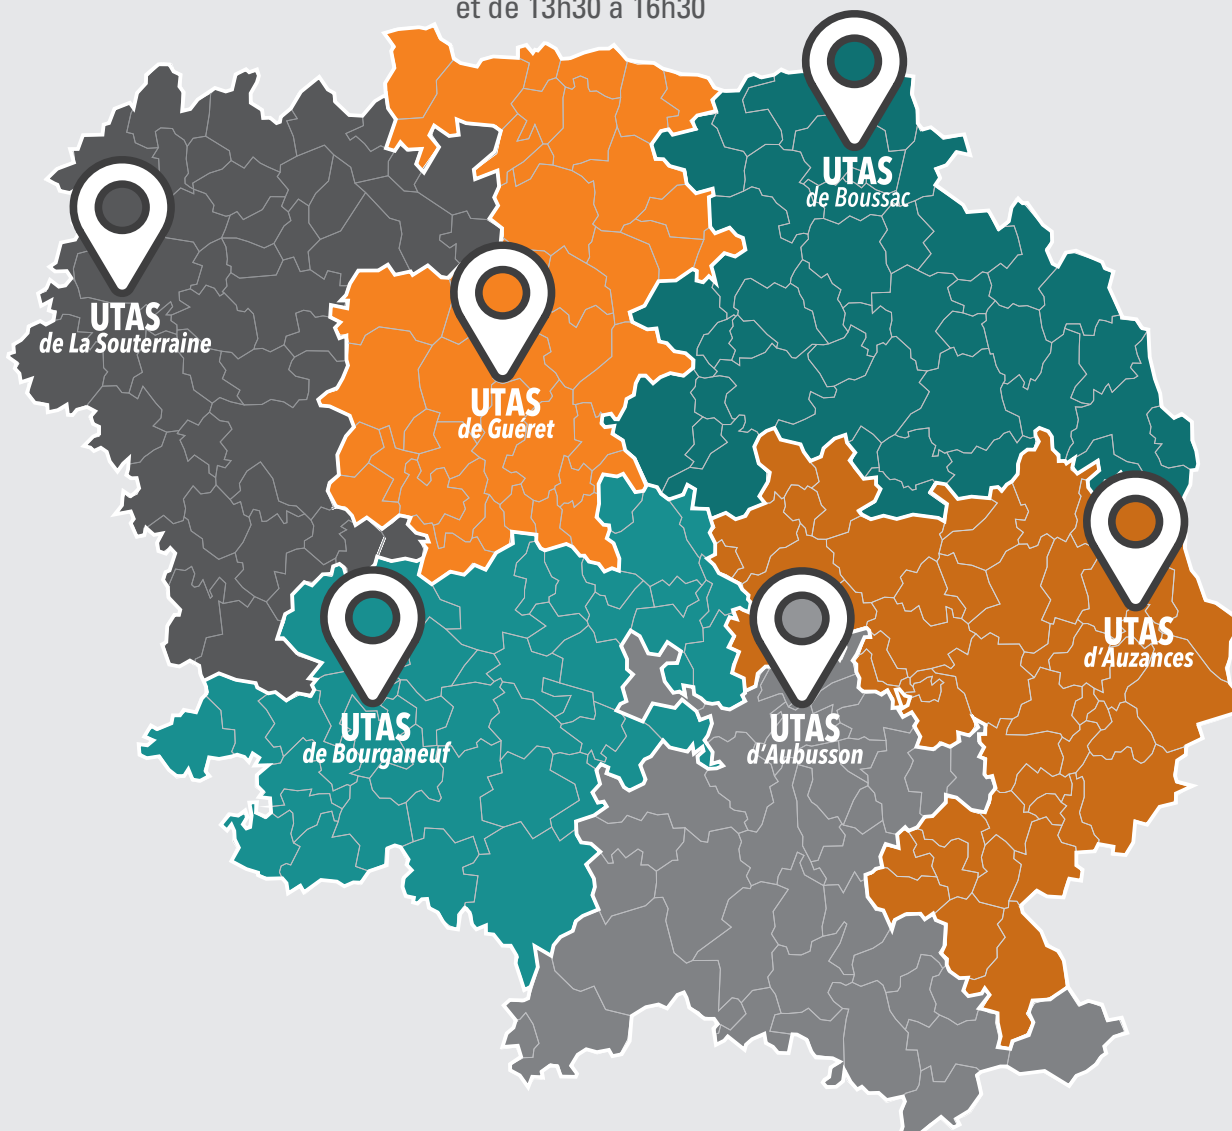 et de 13h30 à 16h30
UTAS
de Boussac
UTAS
de La Souterraine
UTAS
de Guéret
UTAS
d'Auzances
UTAS
de Bourganeuf
UTAS
d'Aubusson